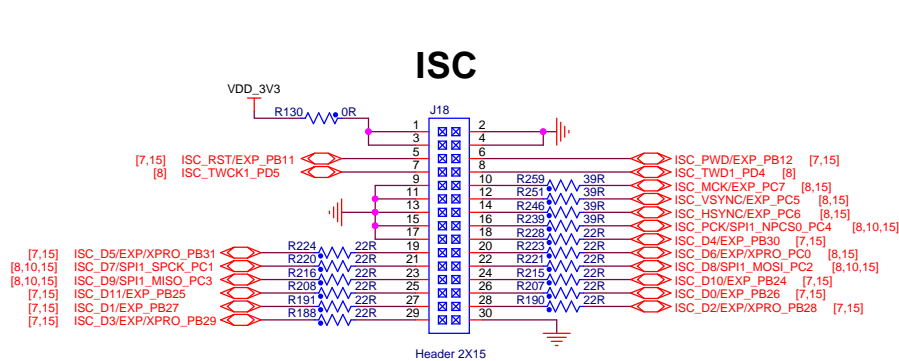 ISC
VDD_3V3
R130 0R
J18
1 2
3 4
[7,15] ISC_RST/EXP_PB11 5 6 ISC_PWD/EXP_PB12 [7,15]
[8] ISC_TWCK1_PD5 7 8 ISC_TWD1_PD4 [8]
9 10 R259 39R ISC_MCK/EXP_PC7 [8,15]
11 12 R251 39R ISC_VSYNC/EXP_PC5 [8,15]
13 14 R246 39R ISC_HSYNC/EXP_PC6 [8,15]
15 16 R239 39R ISC_PCK/SPI1_NPCS0_PC4 [8,10,15]
17 18 R228 22R ISC_D4/EXP_PB30 [7,15]
[7,15] ISC_D5/EXP/XPRO_PB31 R224 22R 19 20 R223 22R ISC_D6/EXP/XPRO_PC0 [8,15]
[8,10,15] ISC_D7/SPI1_SPCK_PC1 R220 22R 21 22 R221 22R ISC_D8/SPI1_MOSI_PC2 [8,10,15]
[8,10,15] ISC_D9/SPI1_MISO_PC3 R216 22R 23 24 R215 22R ISC_D10/EXP_PB24 [7,15]
[7,15] ISC_D11/EXP_PB25 R208 22R 25 26 R207 22R ISC_D0/EXP_PB26 [7,15]
[7,15] ISC_D1/EXP_PB27 R191 22R 27 28 R190 22R ISC_D2/EXP/XPRO_PB28 [7,15]
[7,15] ISC_D3/EXP/XPRO_PB29 R188 22R 29 30
Header 2X15